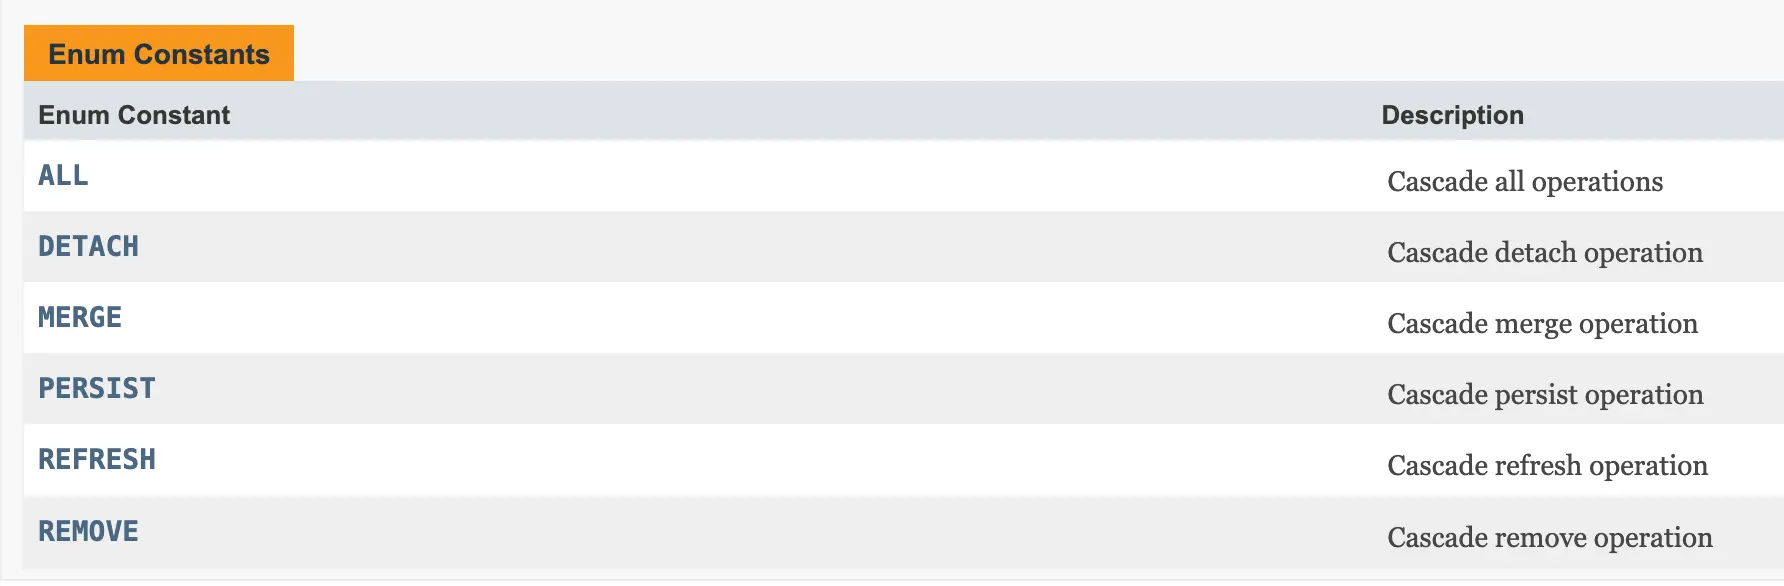 Enum Constants
Enum Constant Description
ALL Cascade all operations
DETACH Cascade detach operation
MERGE Cascade merge operation
PERSIST Cascade persist operation
REFRESH Cascade refresh operation
REMOVE Cascade remove operation